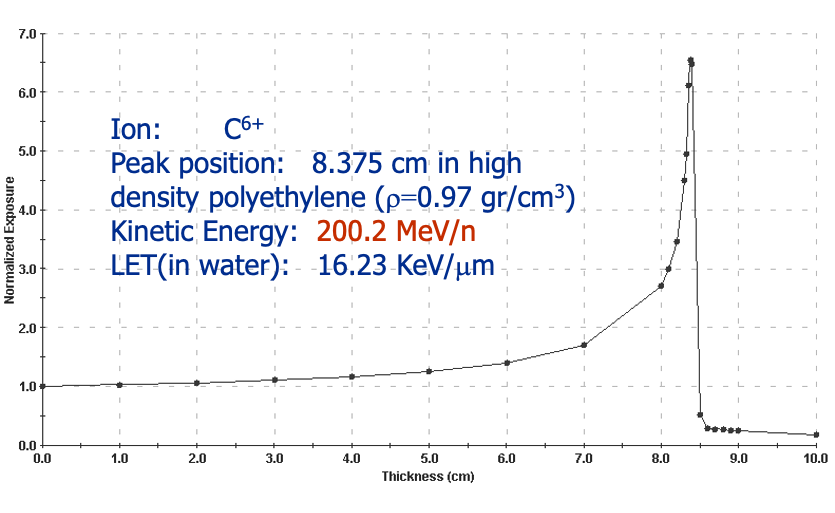 7.0
6.0
5.0
4.0
3.0
2.0
1.0
0.0
Normalized Exposure
Ion: C⁶⁺
Peak position: 8.375 cm in high
density polyethylene (ρ=0.97 gr/cm³)
Kinetic Energy: 200.2 MeV/n
LET(in water): 16.23 KeV/μm
0.0 1.0 2.0 3.0 4.0 5.0 6.0 7.0 8.0 9.0 10.0
Thickness (cm)